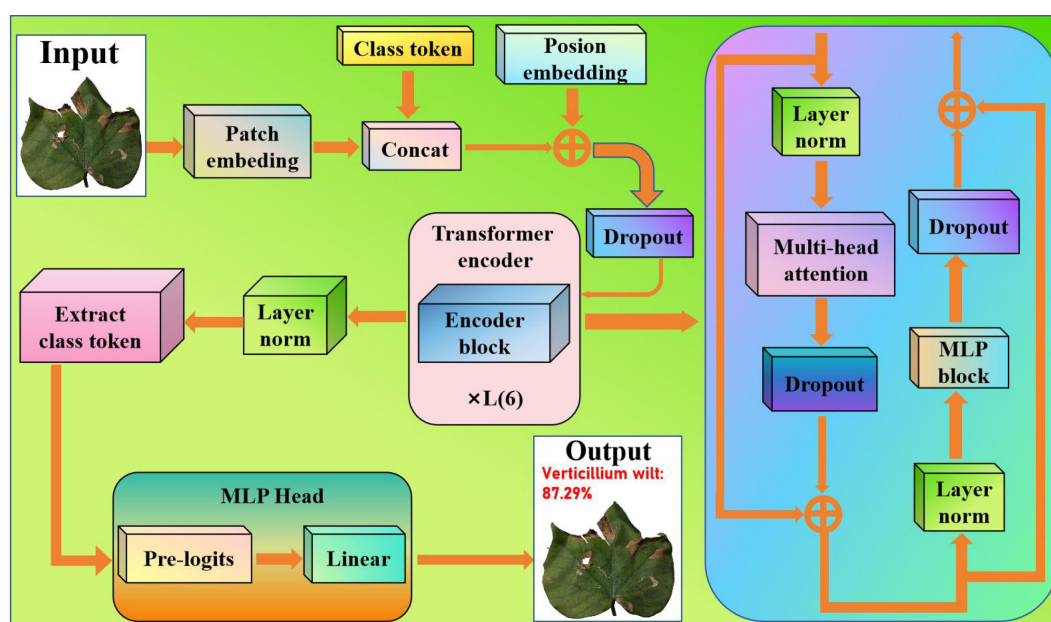 Input
Class token
Posion
embedding
Patch
embeding
Concat
Dropout
Transformer
encoder
Encoder
block
×L(6)
Layer
norm
Extract
class token
MLP Head
Pre-logits
Linear
Output
Verticillium wilt:
87.29%
Layer
norm
Multi-head
attention
Dropout
Dropout
MLP
block
Layer
norm